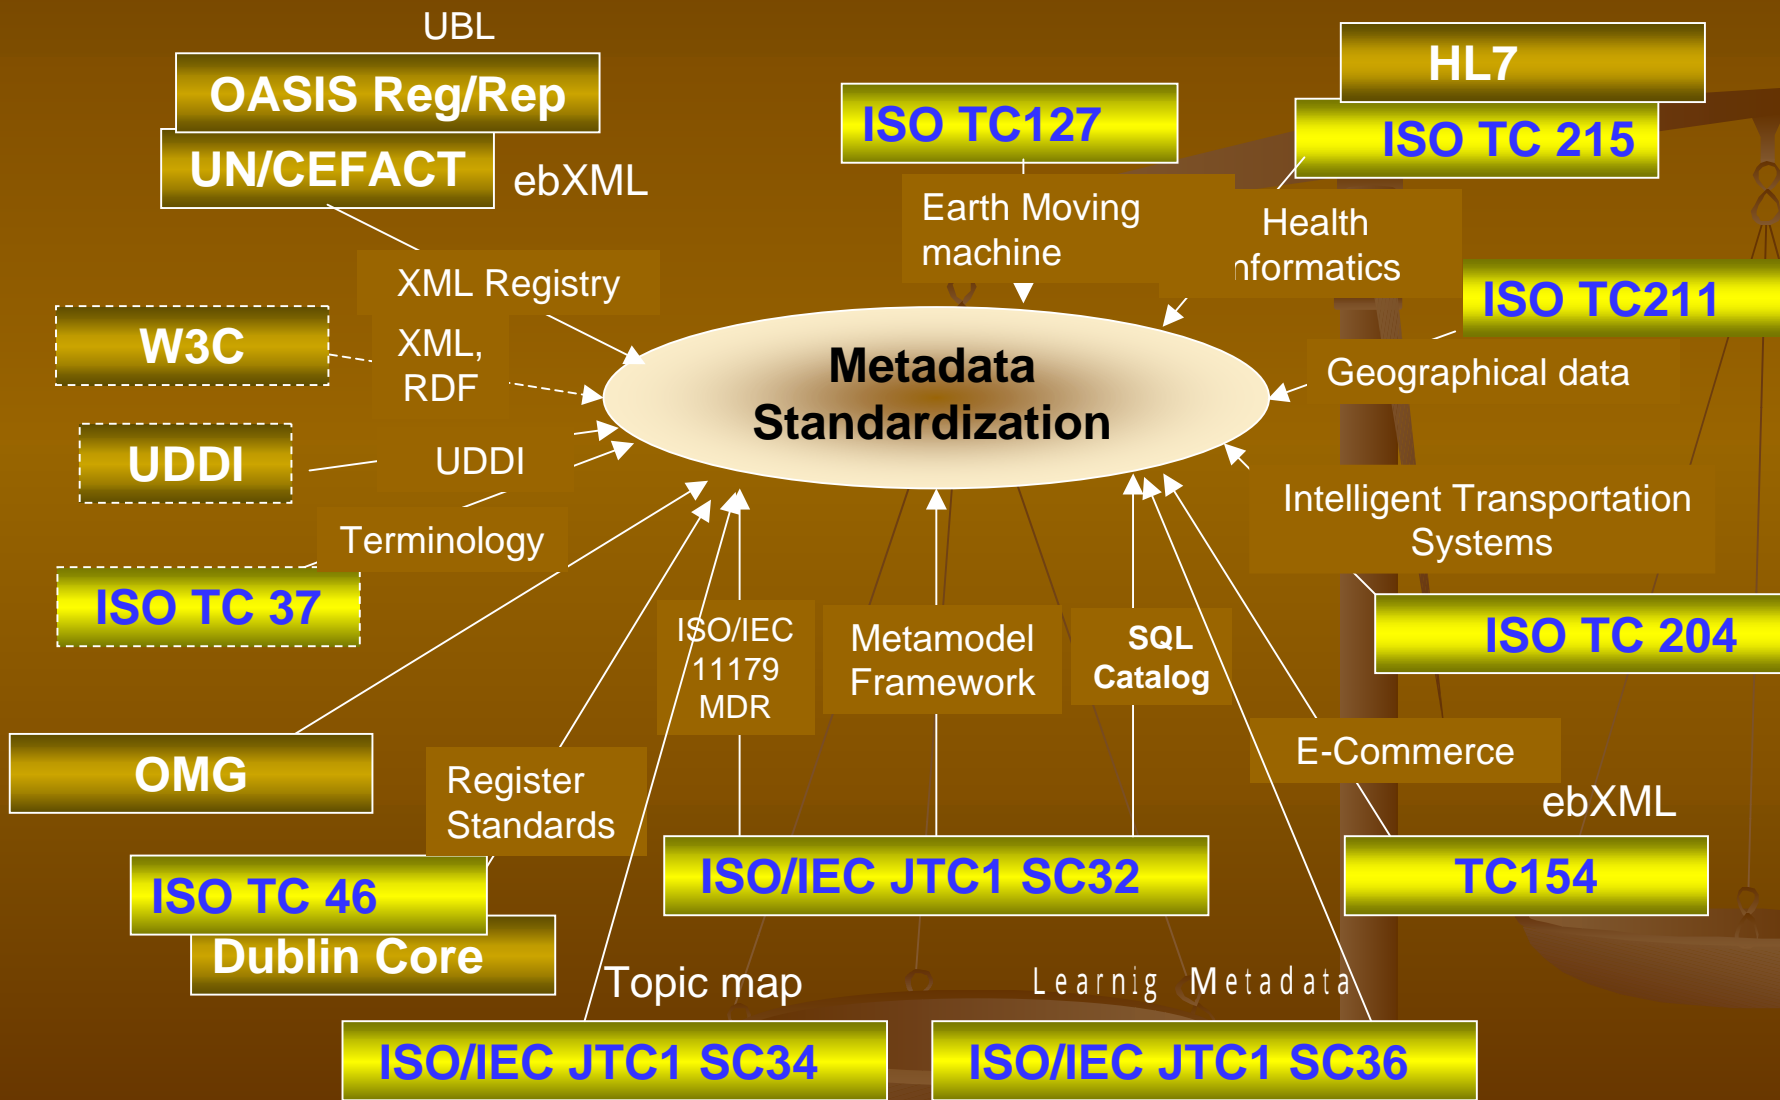 UBL
OASIS Reg/Rep
UN/CEFACT
ebXML
HL7
ISO TC127
ISO TC 215
Earth Moving
machine
Health
nformatics
XML Registry
ISO TC211
W3C
XML,
RDF
Metadata
Standardization
Geographical data
UDDI
UDDI
Intelligent Transportation
Systems
Terminology
ISO TC 37
ISO TC 204
ISO/IEC
11179
MDR
Metamodel
Framework
SQL
Catalog
OMG
Register
Standards
E-Commerce
ebXML
ISO TC 46
Dublin Core
ISO/IEC JTC1 SC32
TC154
Topic map
Learnig Metadata
ISO/IEC JTC1 SC34
ISO/IEC JTC1 SC36